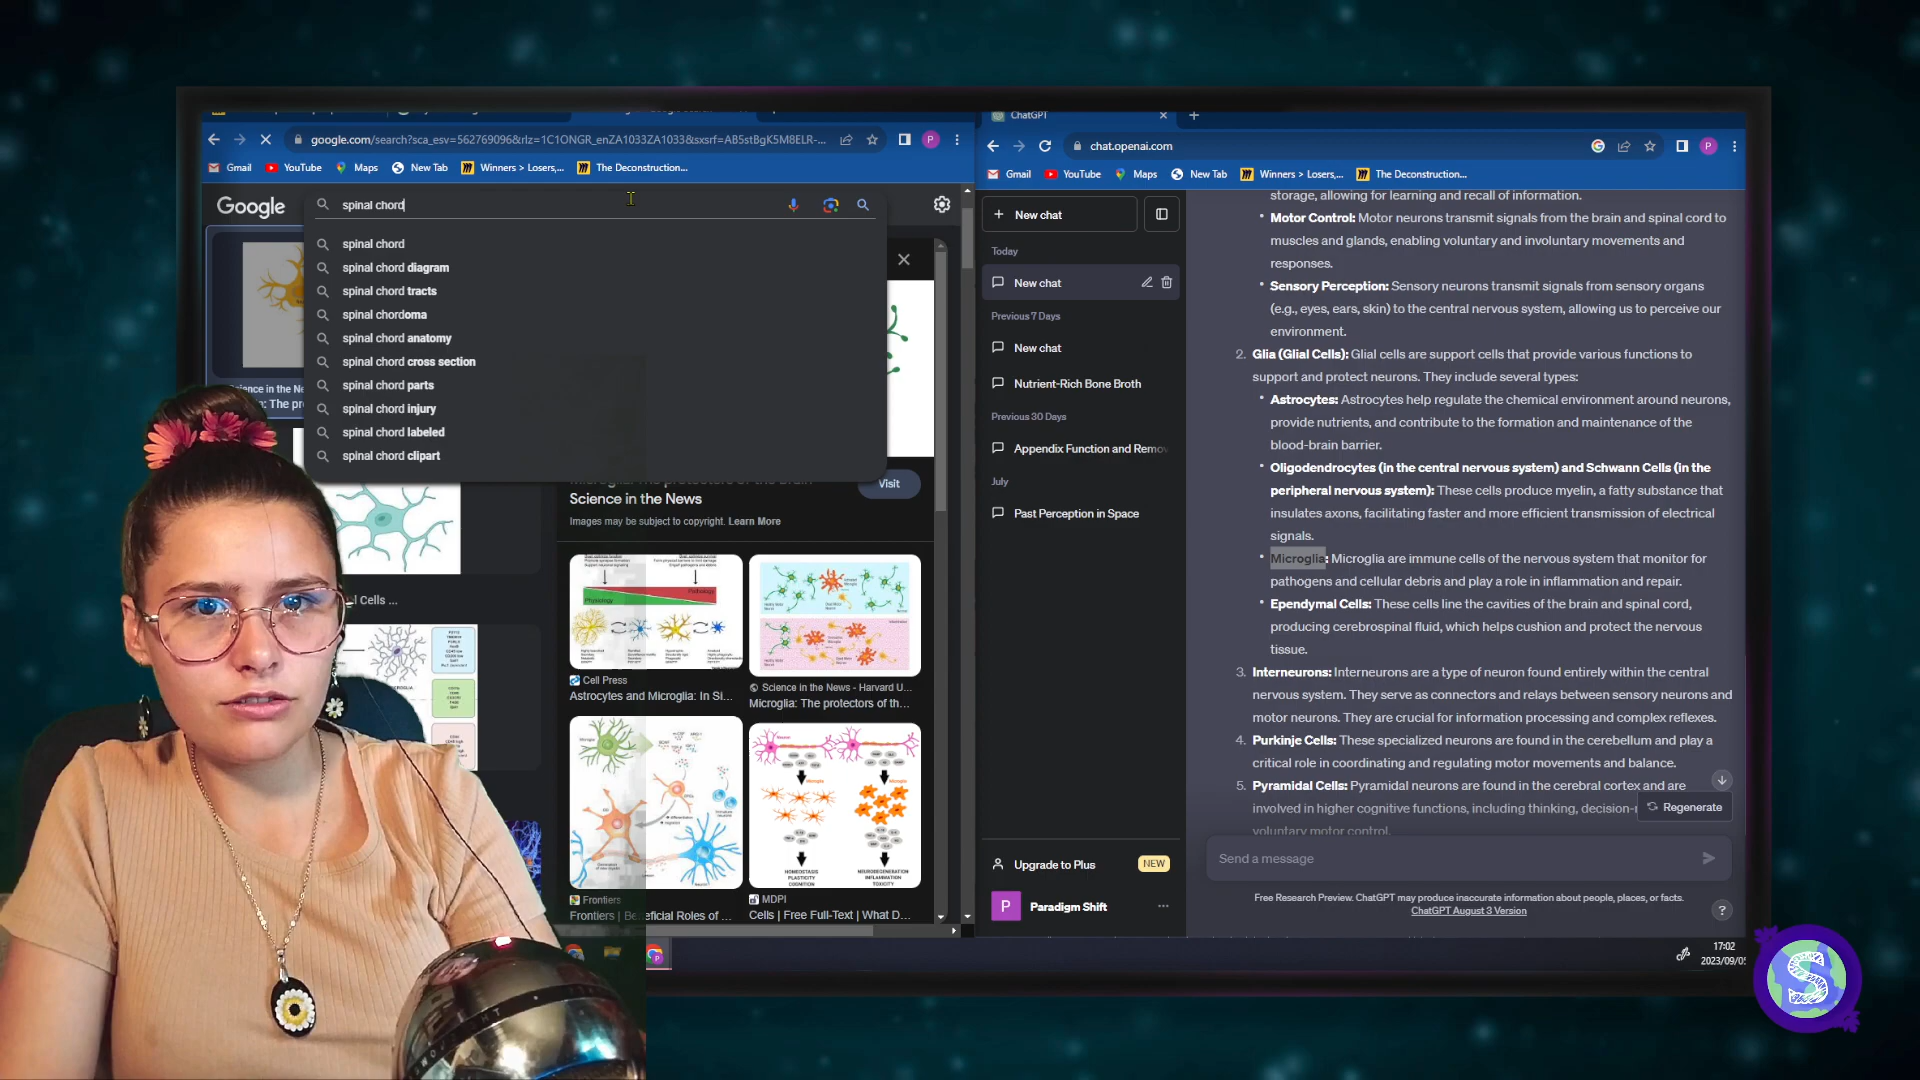 google.com/search?sca_esv=562769096&rlz=1C1ONGR_enZA1033ZA1033&sxsrf=AB5stBgK5M8ELR-...
Gmail YouTube Maps New Tab Winners > Losers,... The Deconstruction...
Google
spinal chord
spinal chord
spinal chord diagram
spinal chord tracts
spinal chordoma
spinal chord anatomy
spinal chord cross section
spinal chord parts
spinal chord injury
spinal chord labeled
spinal chord clipart
Science in the News
Visit
Images may be subject to copyright. Learn More
Physiology
Pathology
Cell Press
Astrocytes and Microglia: In Si...
Science in the News - Harvard U...
Microglia: The protectors of th...
Frontiers
MDPI
Cells | Free Full-Text | What D...
HOMEOSTASIS
PLASTICITY
COGNITION
NEURODEGENERATION
INFLAMMATION
TOXICITY
l Cells ...
ChatGPT
chat.openai.com
Gmail YouTube Maps New Tab Winners > Losers,... The Deconstruction...
New chat
Today
New chat
Previous 7 Days
New chat
Nutrient-Rich Bone Broth
Previous 30 Days
Appendix Function and Remov
July
Past Perception in Space
Upgrade to Plus NEW
P Paradigm Shift
storage, allowing for learning and recall of information.
• Motor Control: Motor neurons transmit signals from the brain and spinal cord to
muscles and glands, enabling voluntary and involuntary movements and
responses.
• Sensory Perception: Sensory neurons transmit signals from sensory organs
(e.g., eyes, ears, skin) to the central nervous system, allowing us to perceive our
environment.
2. Glia (Glial Cells): Glial cells are support cells that provide various functions to
support and protect neurons. They include several types:
• Astrocytes: Astrocytes help regulate the chemical environment around neurons,
provide nutrients, and contribute to the formation and maintenance of the
blood-brain barrier.
• Oligodendrocytes (in the central nervous system) and Schwann Cells (in the
peripheral nervous system): These cells produce myelin, a fatty substance that
insulates axons, facilitating faster and more efficient transmission of electrical
signals.
• Microglia: Microglia are immune cells of the nervous system that monitor for
pathogens and cellular debris and play a role in inflammation and repair.
• Ependymal Cells: These cells line the cavities of the brain and spinal cord,
producing cerebrospinal fluid, which helps cushion and protect the nervous
tissue.
3. Interneurons: Interneurons are a type of neuron found entirely within the central
nervous system. They serve as connectors and relays between sensory neurons and
motor neurons. They are crucial for information processing and complex reflexes.
4. Purkinje Cells: These specialized neurons are found in the cerebellum and play a
critical role in coordinating and regulating motor movements and balance.
5. Pyramidal Cells: Pyramidal neurons are found in the cerebral cortex and are
involved in higher cognitive functions, including thinking, decision-
voluntary motor control.
Regenerate
Send a message
Free Research Preview. ChatGPT may produce inaccurate information about people, places, or facts.
ChatGPT August 3 Version
?
17:02
2023/09/05
S